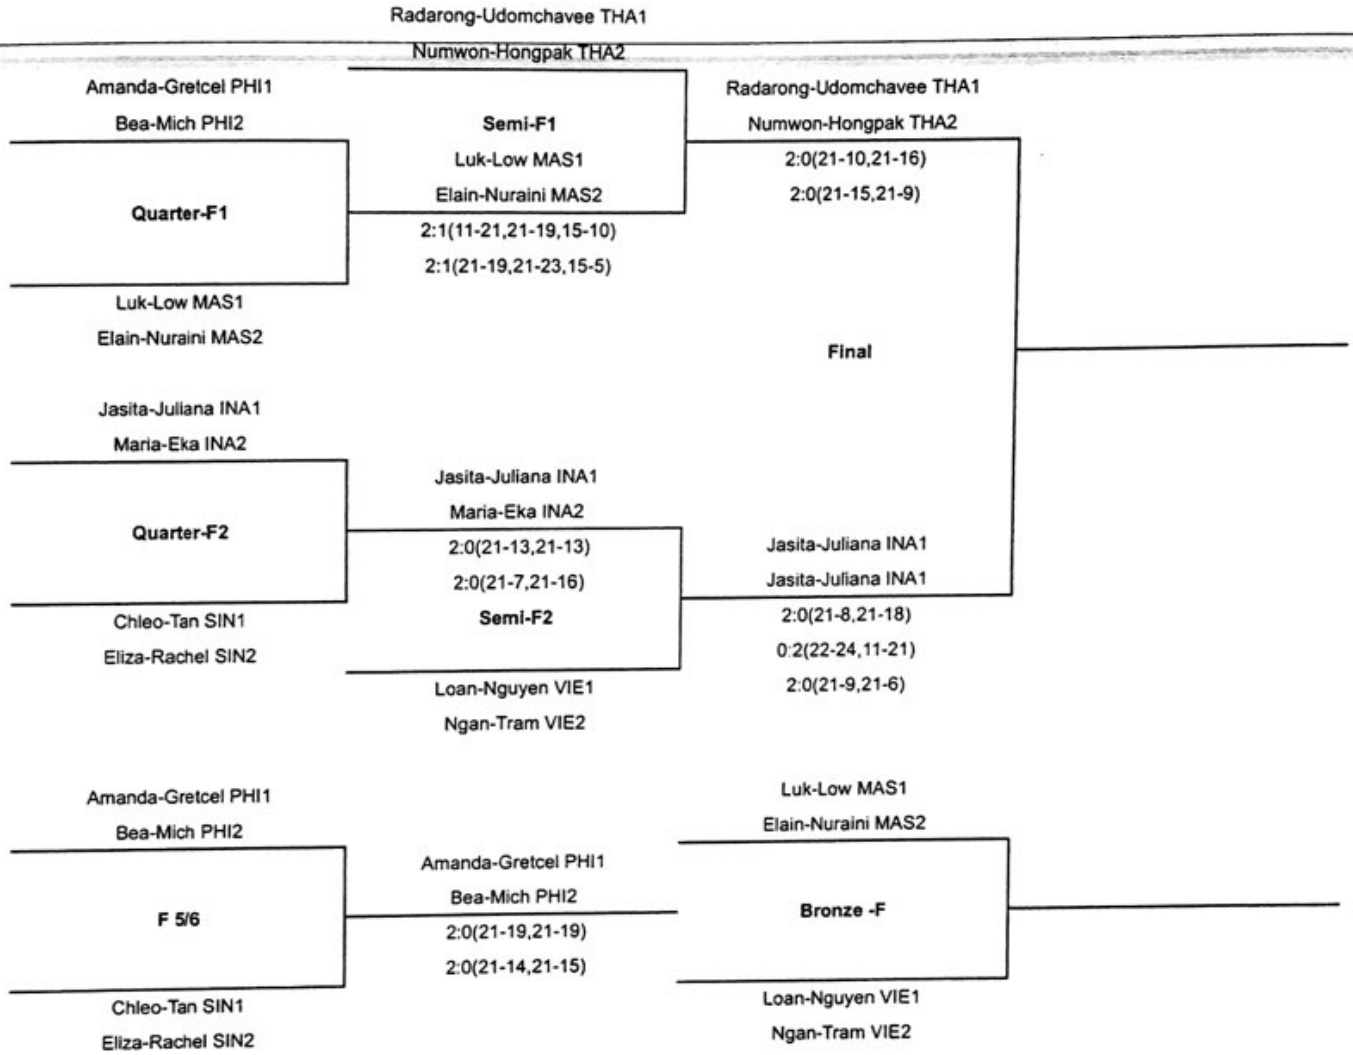 Radarong-Udomchavee THA1
Numwon-Hongpak THA2
Amanda-Gretcel PHI1
Bea-Mich PHI2
Quarter-F1
Luk-Low MAS1
Elain-Nuraini MAS2
Semi-F1
Luk-Low MAS1
Elain-Nuraini MAS2
2:1(11-21,21-19,15-10)
2:1(21-19,21-23,15-5)
Radarong-Udomchavee THA1
Numwon-Hongpak THA2
2:0(21-10,21-16)
2:0(21-15,21-9)
Final
Jasita-Juliana INA1
Maria-Eka INA2
Quarter-F2
Chleo-Tan SIN1
Eliza-Rachel SIN2
Jasita-Juliana INA1
Maria-Eka INA2
2:0(21-13,21-13)
2:0(21-7,21-16)
Semi-F2
Loan-Nguyen VIE1
Ngan-Tram VIE2
Jasita-Juliana INA1
Jasita-Juliana INA1
2:0(21-8,21-18)
0:2(22-24,11-21)
2:0(21-9,21-6)
Amanda-Gretcel PHI1
Bea-Mich PHI2
F 5/6
Chleo-Tan SIN1
Eliza-Rachel SIN2
Amanda-Gretcel PHI1
Bea-Mich PHI2
2:0(21-19,21-19)
2:0(21-14,21-15)
Luk-Low MAS1
Elain-Nuraini MAS2
Bronze -F
Loan-Nguyen VIE1
Ngan-Tram VIE2